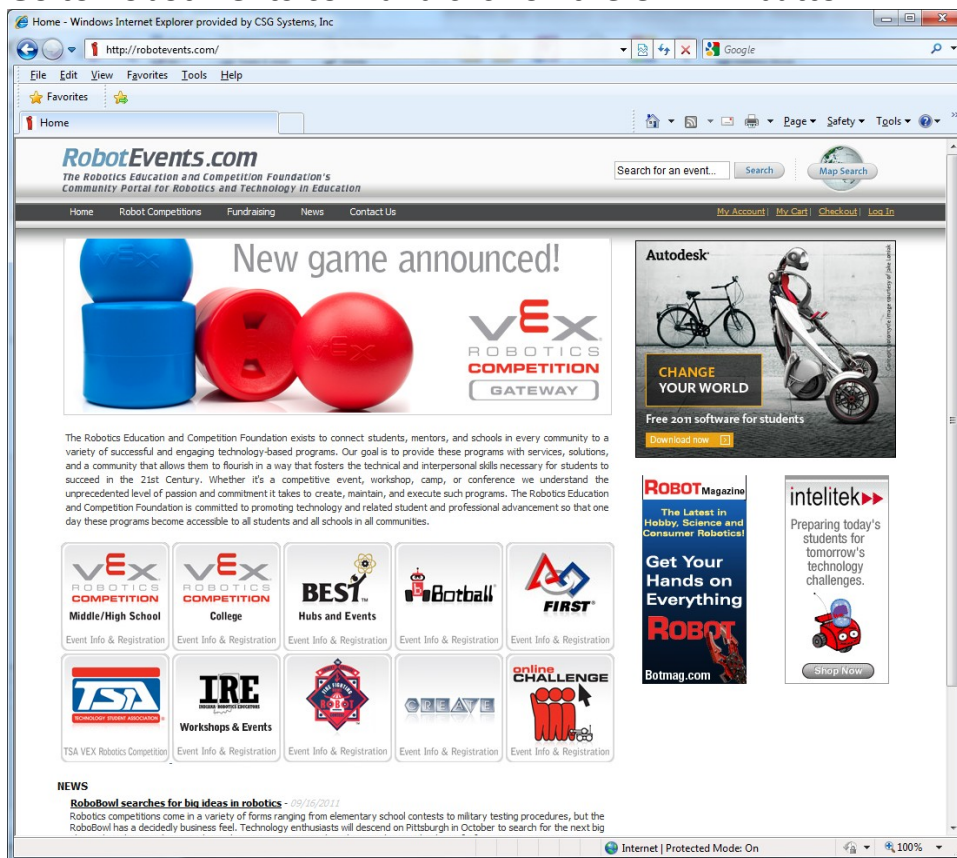 Home - Windows Internet Explorer provided by CSG Systems, Inc
http://robotevents.com/
Google
File Edit View Favorites Tools Help
Favorites
Home
Page Safety Tools
RobotEvents.com
The Robotics Education and Competition Foundation's
Community Portal for Robotics and Technology in Education
Search for an event... Search Map Search
Home Robot Competitions Fundraising News Contact Us
My Account | My Cart | Checkout | Log In
New game announced!
VEX
ROBOTICS
COMPETITION
GATEWAY
Autodesk
CHANGE
YOUR WORLD
Free 2011 software for students
Download now
The Robotics Education and Competition Foundation exists to connect students, mentors, and schools in every community to a
variety of successful and engaging technology-based programs. Our goal is to provide these programs with services, solutions,
and a community that allows them to flourish in a way that fosters the technical and interpersonal skills necessary for students to
succeed in the 21st Century. Whether it's a competitive event, workshop, camp, or conference we understand the
unprecedented level of passion and commitment it takes to create, maintain, and execute such programs. The Robotics Education
and Competition Foundation is committed to promoting technology and related student and professional advancement so that one
day these programs become accessible to all students and all schools in all communities.
ROBOT Magazine
The Latest in
Hobby, Science and
Consumer Robotics!
Get Your
Hands on
Everything
ROBOT
Botmag.com
intelitek
Preparing today's
students for
tomorrow's
technology
challenges.
Shop Now
VEX
ROBOTICS
COMPETITION
Middle/High School
Event Info & Registration
VEX
ROBOTICS
COMPETITION
College
Event Info & Registration
BEST
Hubs and Events
Event Info & Registration
Botball
Event Info & Registration
FIRST
Event Info & Registration
TSA
TECHNOLOGY STUDENT ASSOCIATION
TSA VEX Robotics Competition
IRE
INDIANA ROBOTICS EDUCATORS
Workshops & Events
Event Info & Registration
FIRE FIGHTING
ROBOT
Event Info & Registration
CREATE
Event Info & Registration
online
CHALLENGE
Event Info & Registration
NEWS
RoboBowl searches for big ideas in robotics - 09/16/2011
Robotics competitions come in a variety of forms ranging from elementary school contests to military testing procedures, but the
RoboBowl has a decidedly business feel. Technology enthusiasts will descend on Pittsburgh in October to search for the next big
Internet | Protected Mode: On
100%